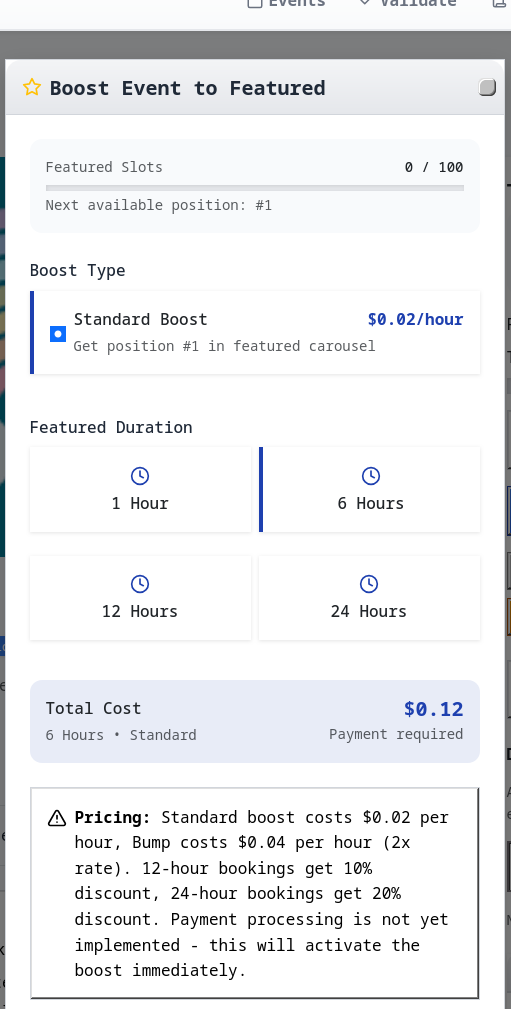 Events
Validate
Boost Event to Featured
Featured Slots
0 / 100
Next available position: #1
Boost Type
Standard Boost
$0.02/hour
Get position #1 in featured carousel
Featured Duration
1 Hour
6 Hours
12 Hours
24 Hours
Total Cost
$0.12
6 Hours • Standard
Payment required
Pricing: Standard boost costs $0.02 per
hour, Bump costs $0.04 per hour (2x
rate). 12-hour bookings get 10%
discount, 24-hour bookings get 20%
discount. Payment processing is not yet
implemented - this will activate the
boost immediately.